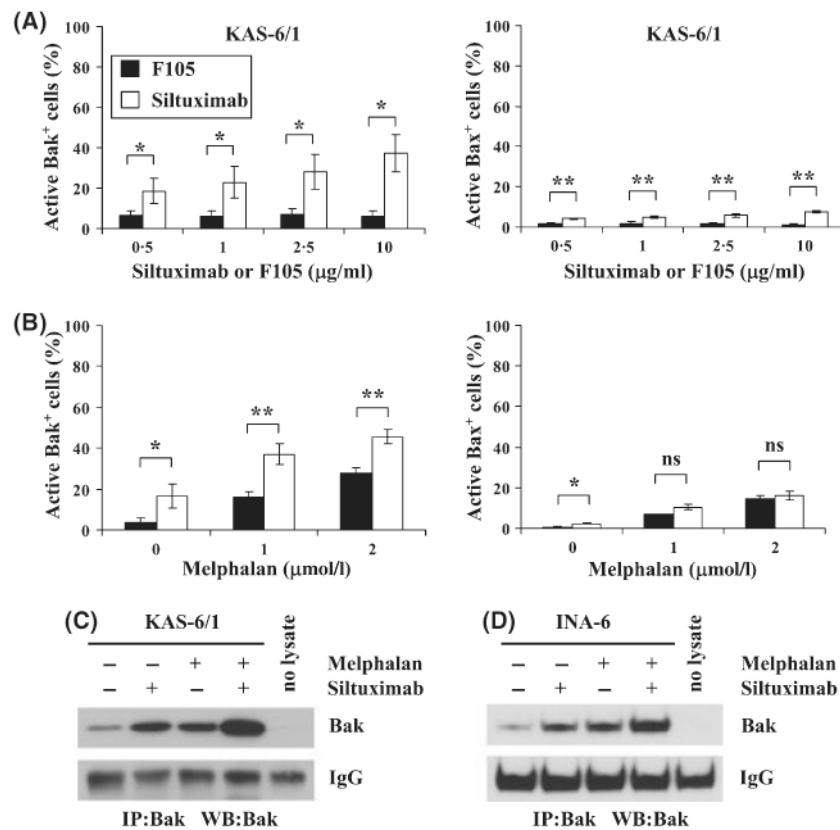 (A)
KAS-6/1
Active Bak⁺ cells (%)
100
80
60
40
20
0
F105
Siltuximab
* * * *
0·5 1 2·5 10
Siltuximab or F105 (μg/ml)
KAS-6/1
Active Bax⁺ cells (%)
100
80
60
40
20
0
** ** ** **
0·5 1 2·5 10
Siltuximab or F105 (μg/ml)
(B)
Active Bak⁺ cells (%)
100
80
60
40
20
0
* ** **
0 1 2
Melphalan (μmol/l)
Active Bax⁺ cells (%)
100
80
60
40
20
0
* ns ns
0 1 2
Melphalan (μmol/l)
(C)
KAS-6/1
no lysate
– – + + Melphalan
– + – + Siltuximab
Bak
IgG
IP:Bak WB:Bak
(D)
INA-6
no lysate
– – + + Melphalan
– + – + Siltuximab
Bak
IgG
IP:Bak WB:Bak